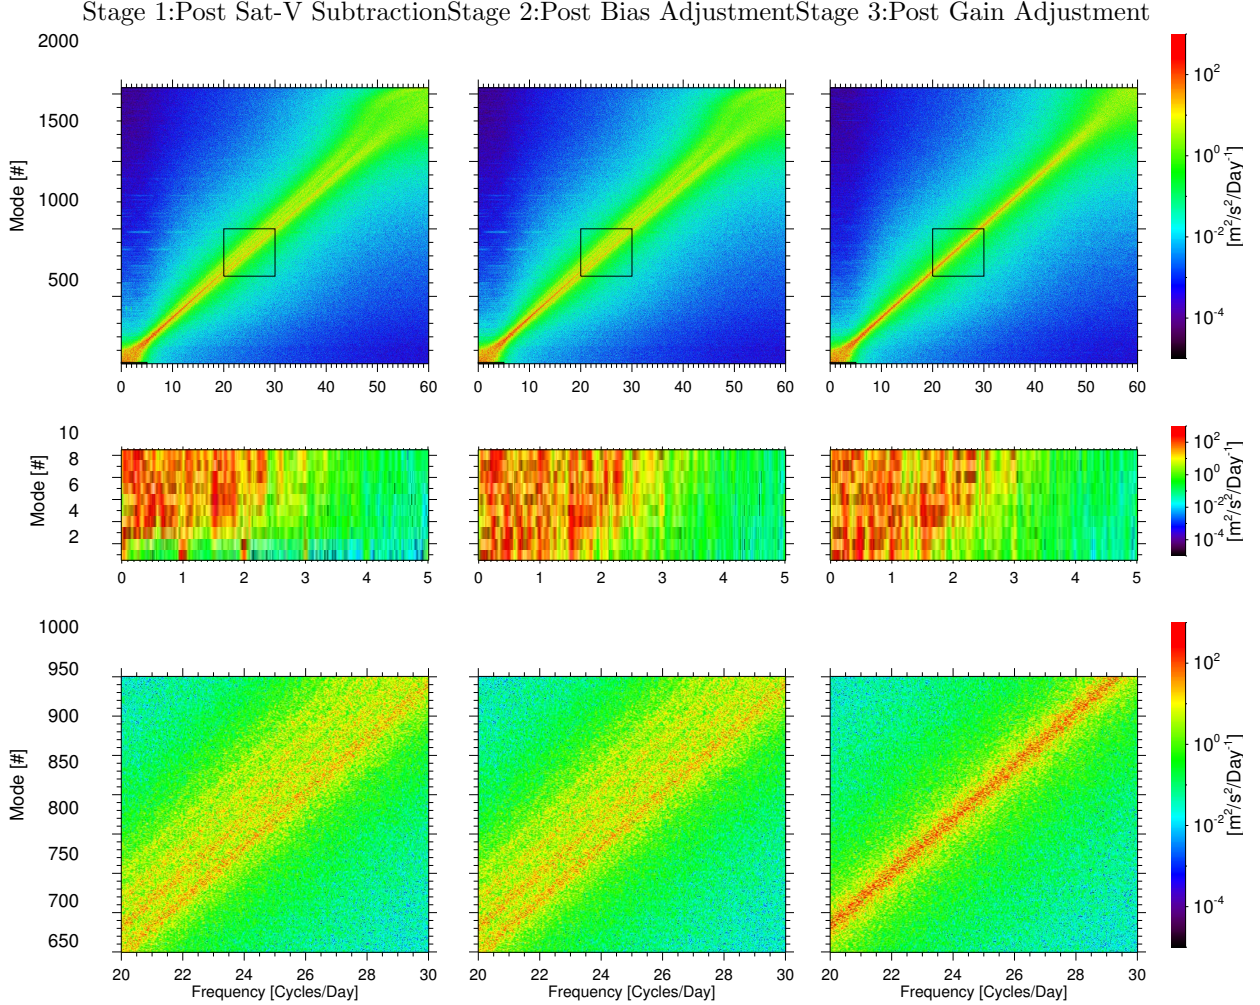 Stage 1:Post Sat-V Subtraction Stage 2:Post Bias Adjustment Stage 3:Post Gain Adjustment
2000
1500
1000
500
Mode [#]
0 10 20 30 40 50 60
0 10 20 30 40 50 60
0 10 20 30 40 50 60
10^2
10^0
10^-2
10^-4
[m^2/s^2/Day^-1]
10
8
6
4
2
Mode [#]
0 1 2 3 4 5
0 1 2 3 4 5
0 1 2 3 4 5
10^2
10^0
10^-2
10^-4
[m^2/s^2/Day^-1]
1000
950
900
850
800
750
700
650
Mode [#]
20 22 24 26 28 30
20 22 24 26 28 30
20 22 24 26 28 30
Frequency [Cycles/Day] Frequency [Cycles/Day] Frequency [Cycles/Day]
10^2
10^0
10^-2
10^-4
[m^2/s^2/Day^-1]